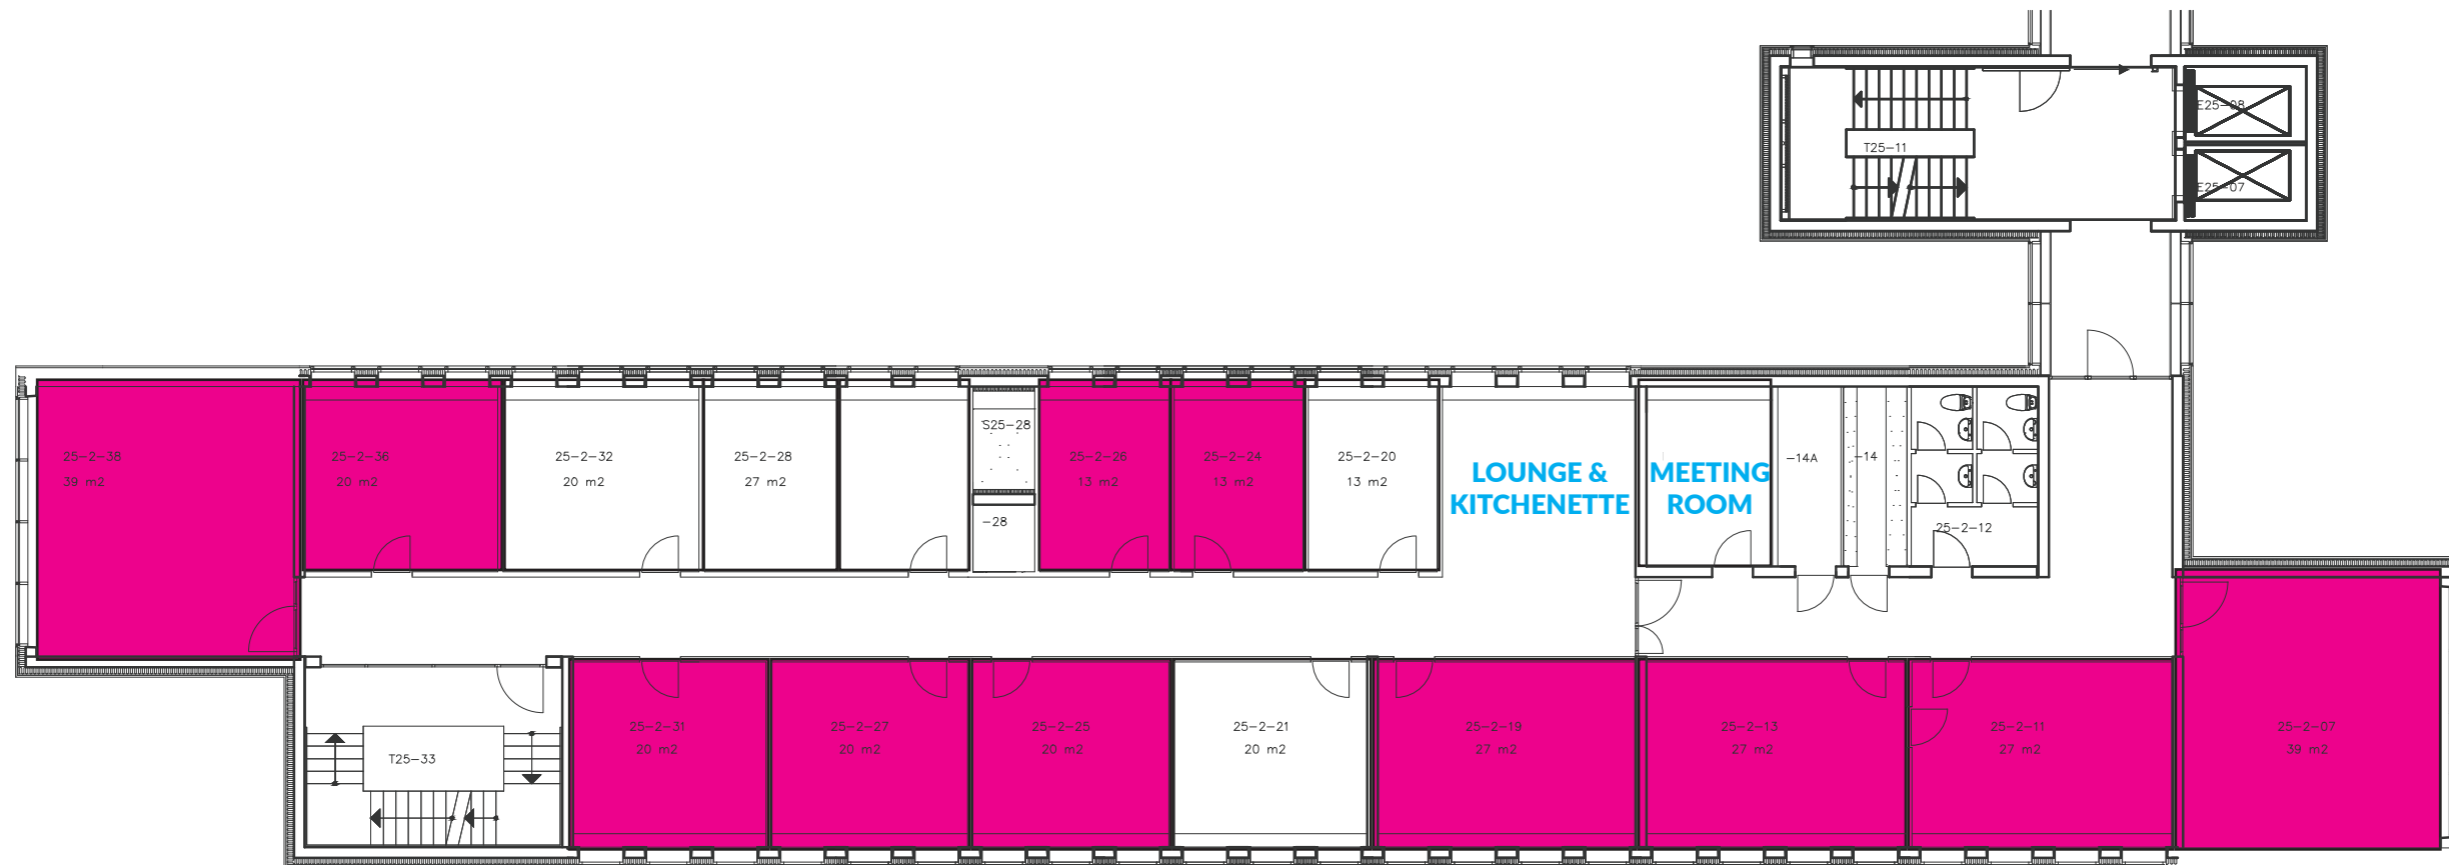 E25-08
T25-11
E25-07
25-2-38
39 m2
25-2-36
20 m2
25-2-32
20 m2
25-2-28
27 m2
S25-28
-28
25-2-26
13 m2
25-2-24
13 m2
25-2-20
13 m2
LOUNGE &
KITCHENETTE
MEETING
ROOM
-14A
-14
25-2-12
T25-33
25-2-31
20 m2
25-2-27
20 m2
25-2-25
20 m2
25-2-21
20 m2
25-2-19
27 m2
25-2-13
27 m2
25-2-11
27 m2
25-2-07
39 m2